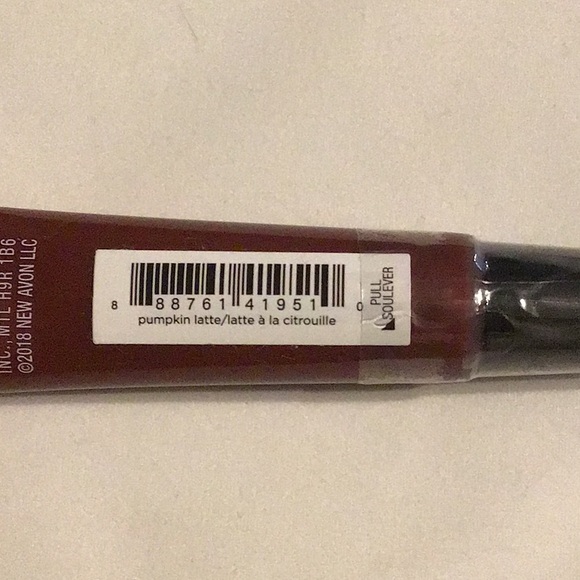 INC., MTL H9R 1B6
©2018 NEW AVON LLC
8 88761 41951 0
pumpkin latte/latte à la citrouille
PULL
SOULEVER